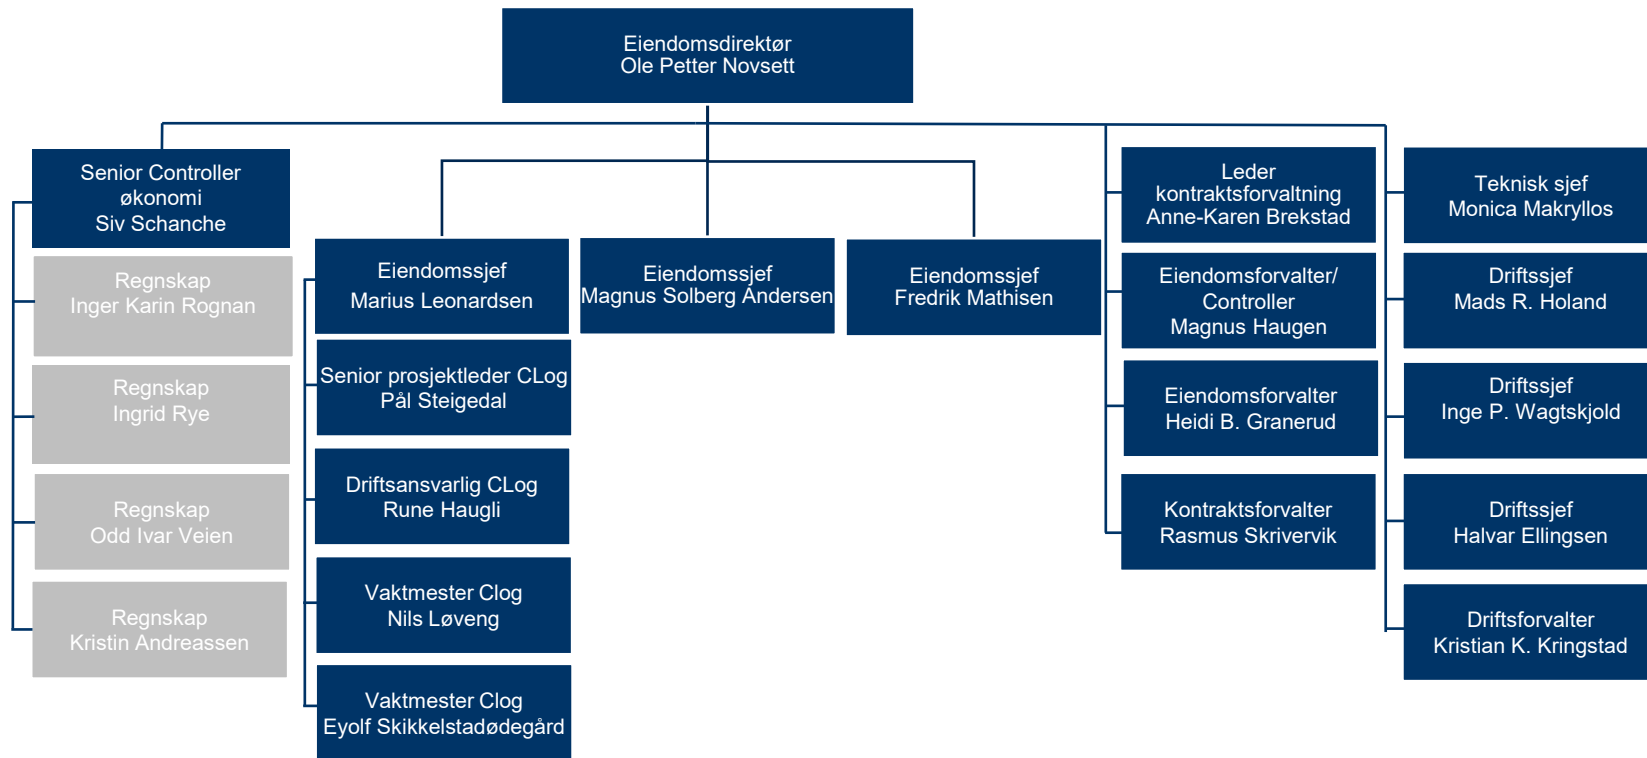 Eiendomsdirektør
Ole Petter Novsett
Senior Controller
økonomi
Siv Schanche
Regnskap
Inger Karin Rognan
Regnskap
Ingrid Rye
Regnskap
Odd Ivar Veien
Regnskap
Kristin Andreassen
Eiendomssjef
Marius Leonardsen
Senior prosjektleder CLog
Pål Steigedal
Driftsansvarlig CLog
Rune Haugli
Vaktmester Clog
Nils Løveng
Vaktmester Clog
Eyolf Skikkelstadødegård
Eiendomssjef
Magnus Solberg Andersen
Eiendomssjef
Fredrik Mathisen
Leder
kontraktsforvaltning
Anne-Karen Brekstad
Eiendomsforvalter/
Controller
Magnus Haugen
Eiendomsforvalter
Heidi B. Granerud
Kontraktsforvalter
Rasmus Skrivervik
Teknisk sjef
Monica Makryllos
Driftssjef
Mads R. Holand
Driftssjef
Inge P. Wagtskjold
Driftssjef
Halvar Ellingsen
Driftsforvalter
Kristian K. Kringstad